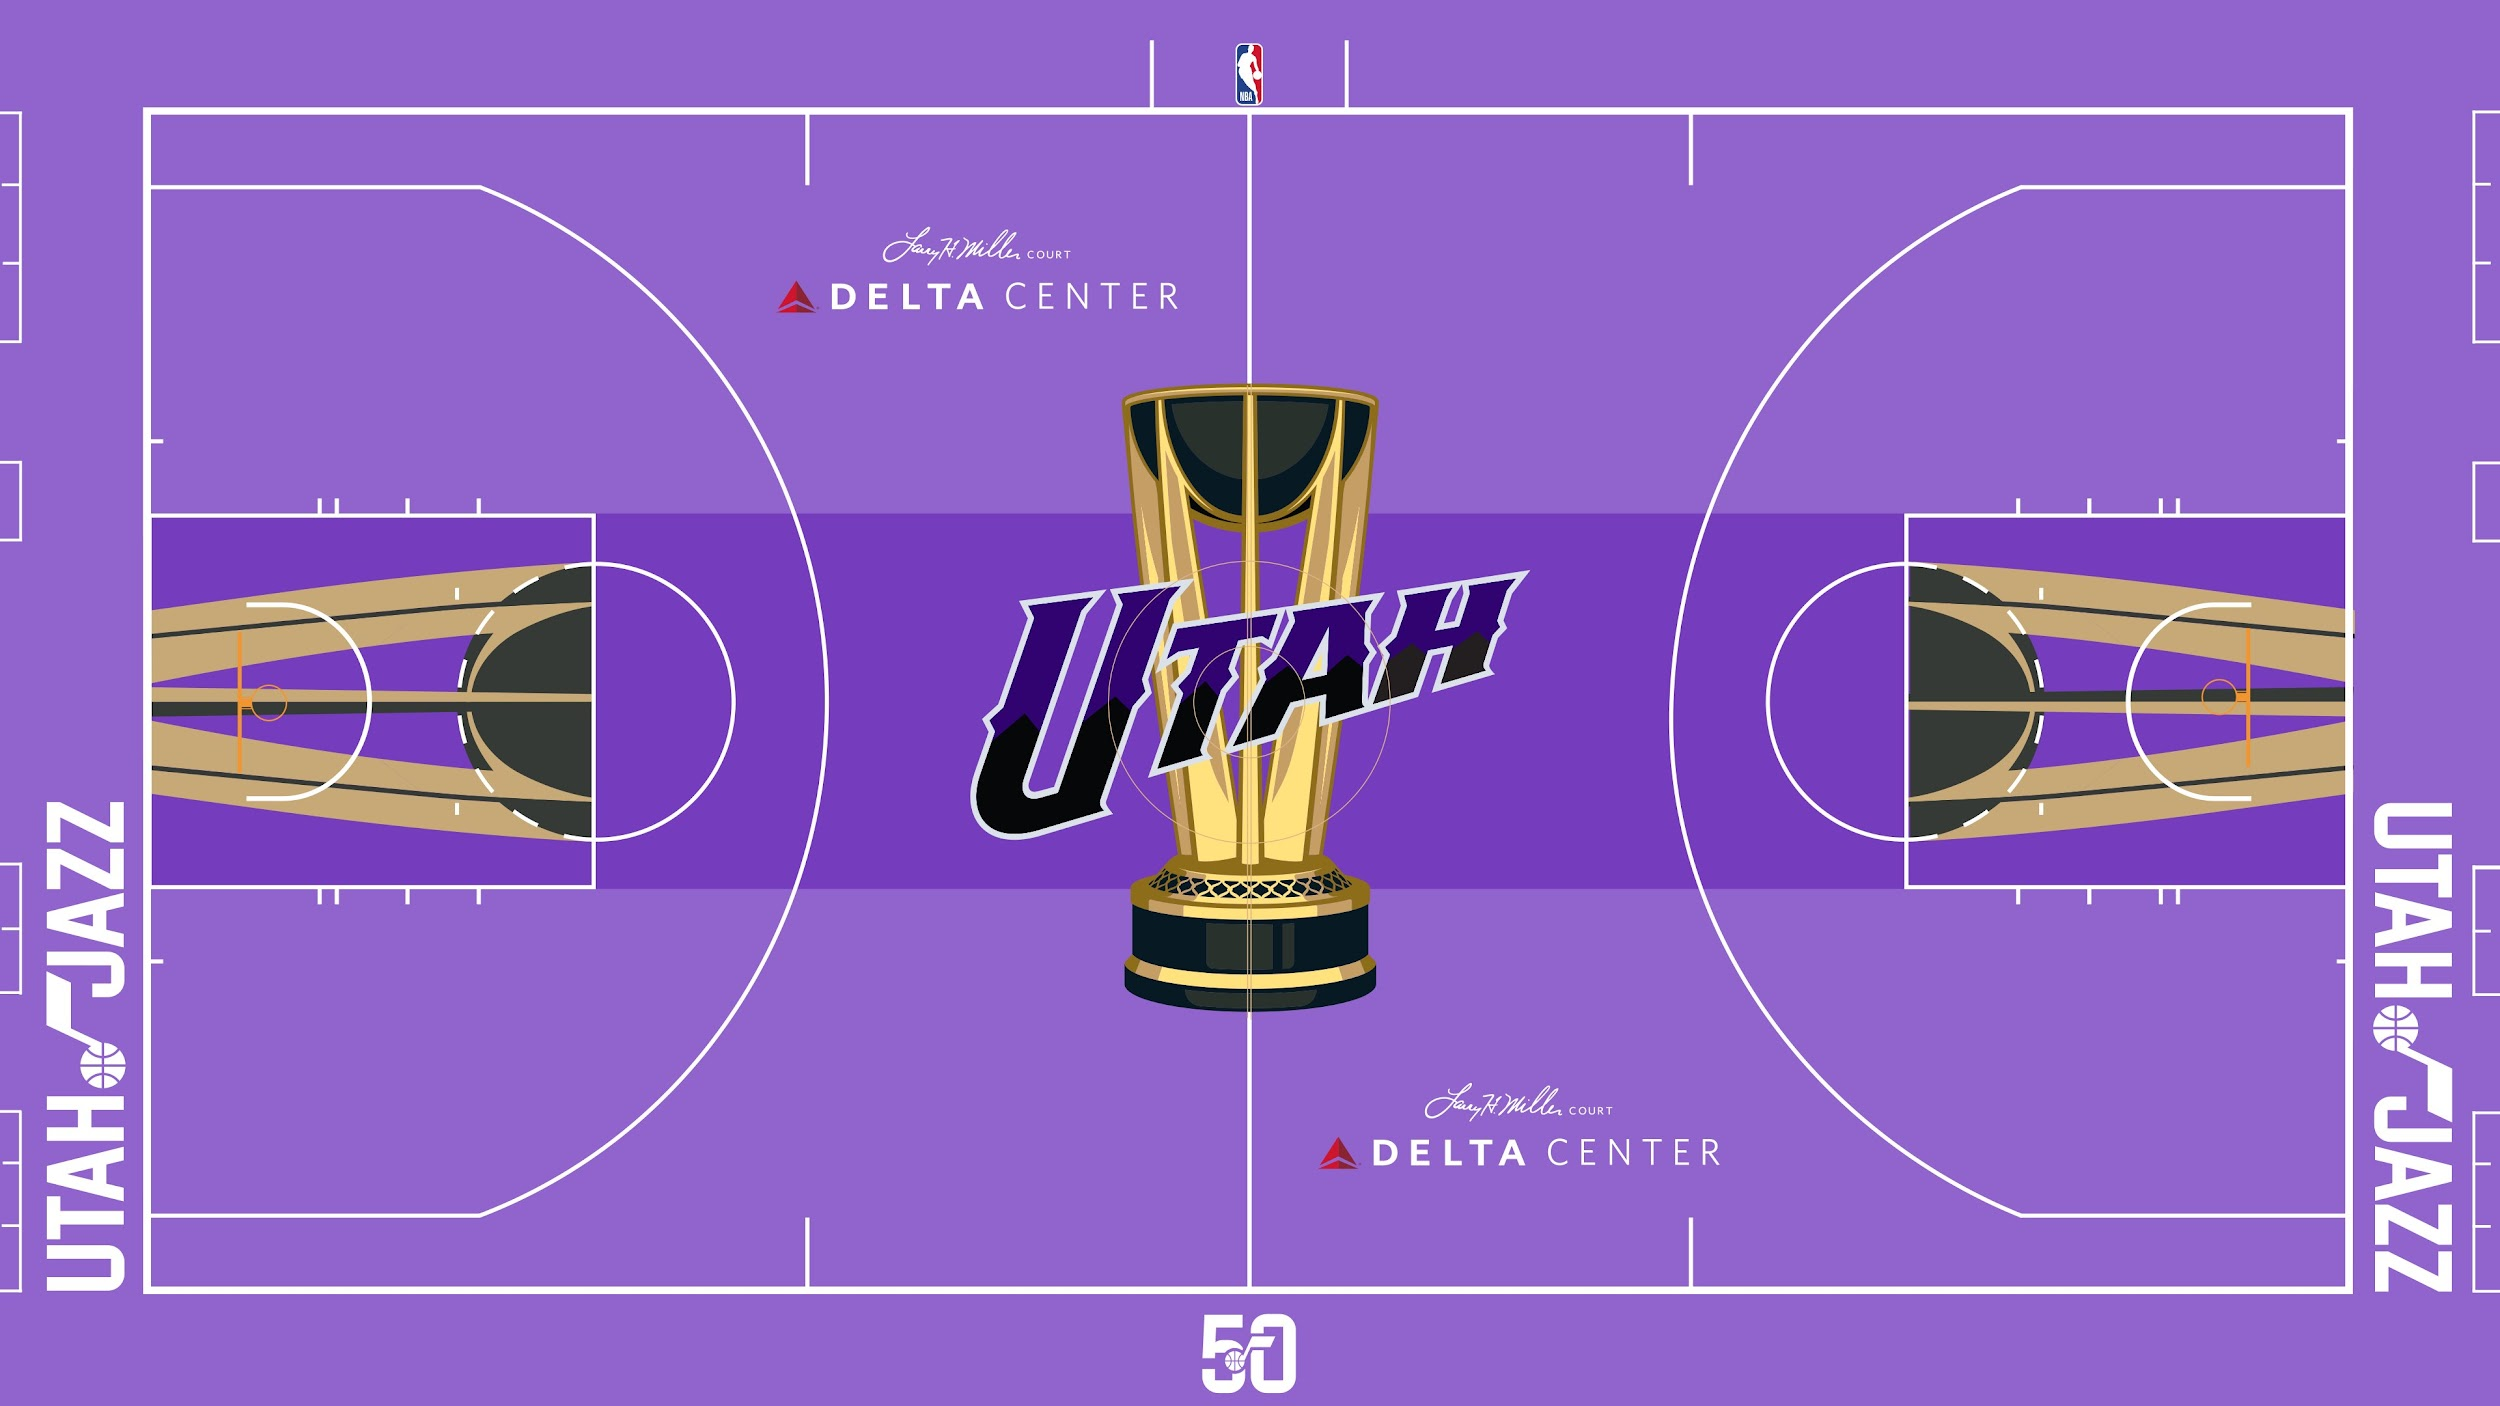 NBA
Larry H. Miller COURT
DELTA CENTER
UTAH
UTAH JAZZ
UTAH JAZZ
Larry H. Miller COURT
DELTA CENTER
50